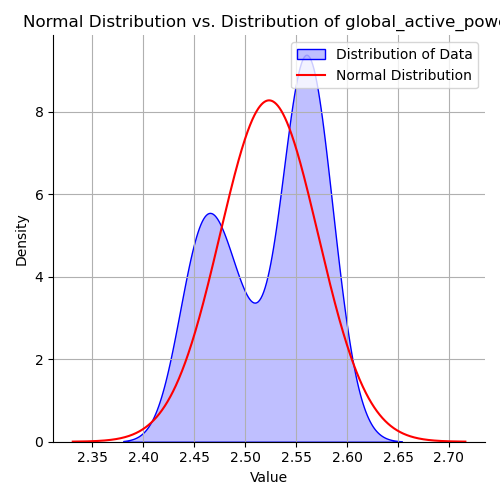 Normal Distribution vs. Distribution of global_active_powe
Distribution of Data
Normal Distribution
Density
8
6
4
2
0
2.35 2.40 2.45 2.50 2.55 2.60 2.65 2.70
Value